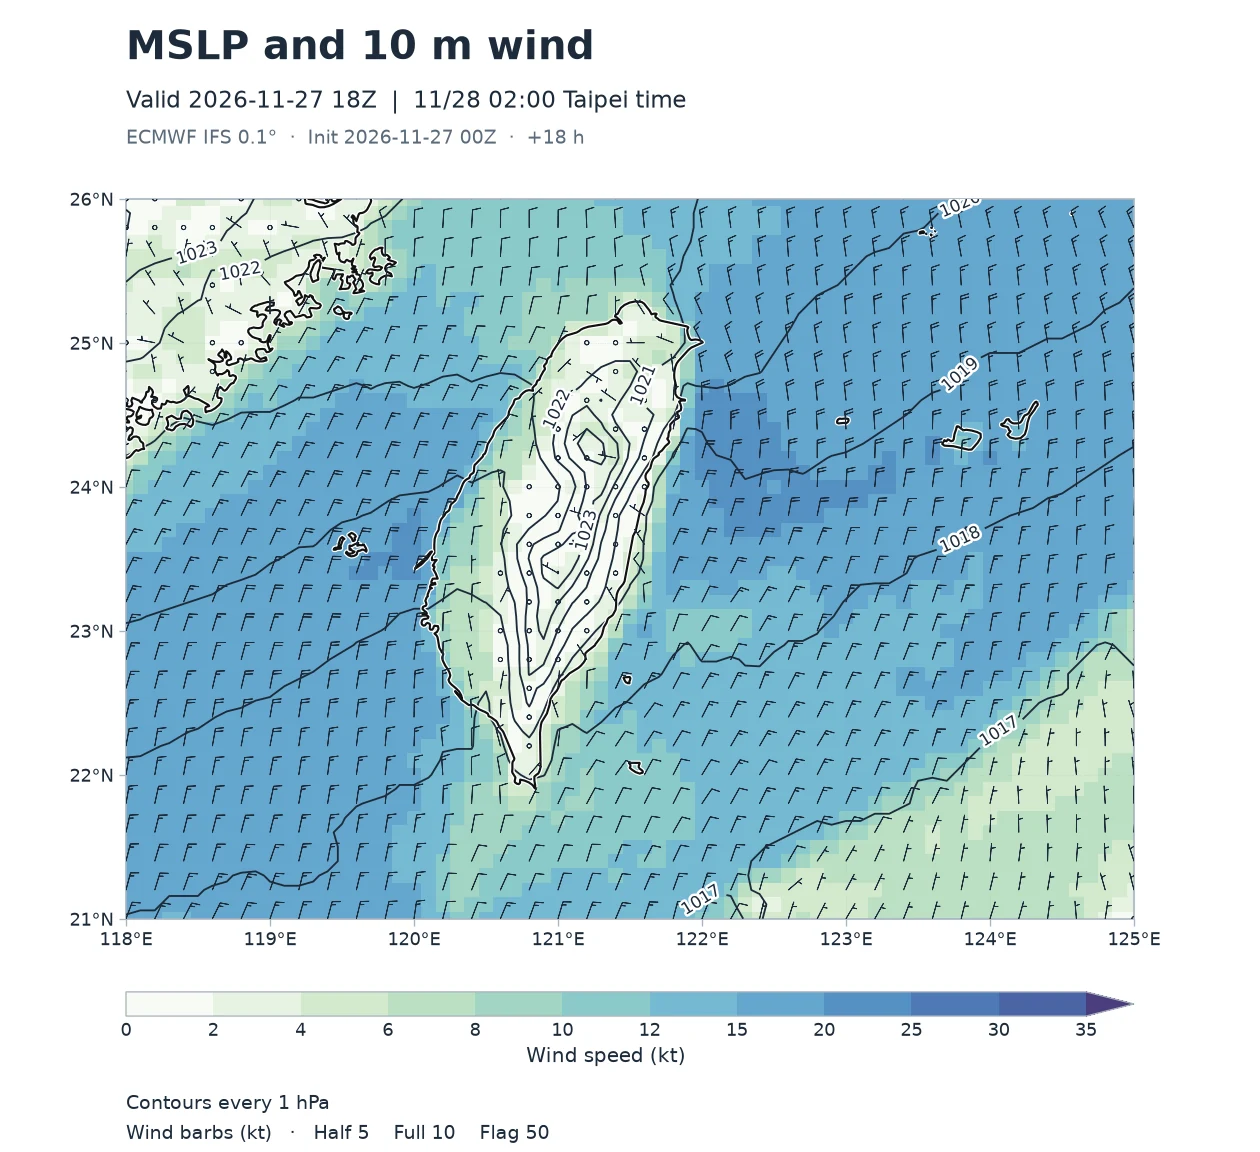 MSLP and 10 m wind
Valid 2026-11-27 18Z | 11/28 02:00 Taipei time
ECMWF IFS 0.1° · Init 2026-11-27 00Z · +18 h
26°N
1020
1023
1022
25°N
1021
1019
1022
24°N
1023
1018
23°N
1017
22°N
1017
21°N
118°E 119°E 120°E 121°E 122°E 123°E 124°E 125°E
0 2 4 6 8 10 12 15 20 25 30 35
Wind speed (kt)
Contours every 1 hPa
Wind barbs (kt) · Half 5 Full 10 Flag 50